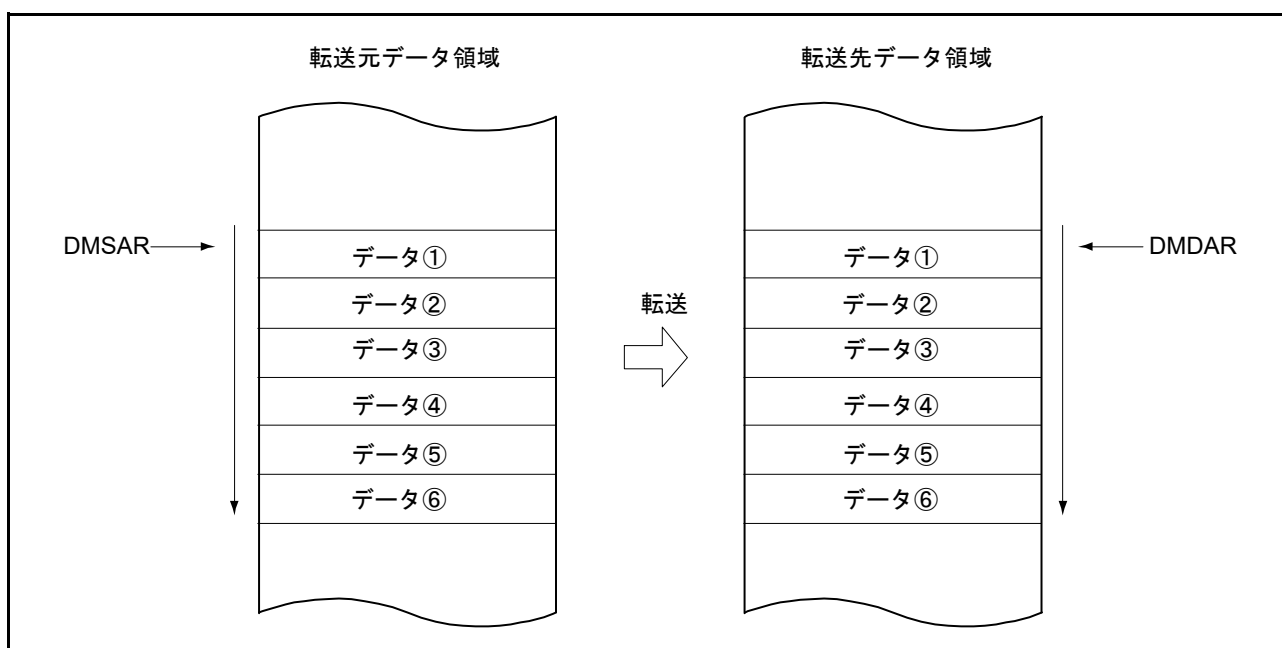 転送元データ領域
転送先データ領域
DMSAR
DMDAR
データ①
データ①
データ②
データ②
転送
データ③
データ③
データ④
データ④
データ⑤
データ⑤
データ⑥
データ⑥